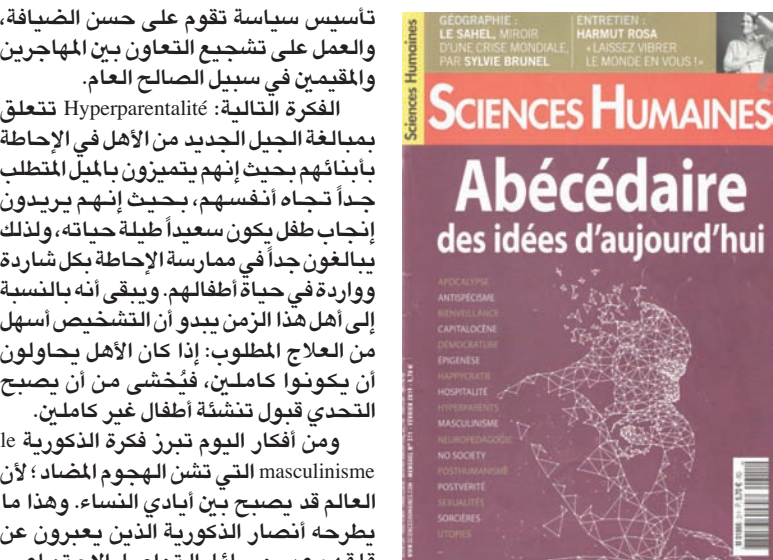 تأسيس سياسة تقوم على حسن الضيافة،
والعمل على تشجيع التعاون بين المهاجرين
والمقيمين في سبيل الصالح العام.
الفكرة التالية: Hyperparentalité تتعلق
بمبالغة الجيل الجديد من الأهل في الإحاطة
بأبنائهم بحيث إنهم يتميزون بالميل المتطلب
جداً تجاه أنفسهم، بحيث إنهم يريدون
إنجاب طفل يكون سعيداً طيلة حياته، ولذلك
يبالغون جداً في ممارسة الإحاطة بكل شاردة
وواردة في حياة أطفالهم. ويبقى أنه بالنسبة
إلى أهل هذا الزمن يبدو أن التشخيص أسهل
من العلاج المطلوب: إذا كان الأهل يحاولون
أن يكونوا كاملين، فيُخشى من أن يصبح
التحدي قبول تنشئة أطفال غير كاملين.
ومن أفكار اليوم تبرز فكرة الذكورية le
masculinisme التي تشن الهجوم المضاد؛ لأن
العالم قد يصبح بين أيادي النساء. وهذا ما
يطرحه أنصار الذكورية الذين يعبرون عن
Sciences Humaines
GÉOGRAPHIE :
LE SAHEL, MIROIR
D'UNE CRISE MONDIALE,
PAR SYLVIE BRUNEL
ENTRETIEN :
HARMUT ROSA
« LAISSEZ VIBRER
LE MONDE EN VOUS ! »
SCIENCES HUMAINES
Abécédaire
des idées d'aujourd'hui
APOCALYPSE
ANTISPÉCISME
BIENVEILLANCE
CAPITALOCÈNE
DÉMOCRATURE
ÉPIGENÈSE
HAPPYCRATIE
HOSPITALITÉ
HYPERPARENTS
MASCULINISME
NEUROPÉDAGOGIE
NO SOCIETY
POSTHUMANISME
POSTVÉRITÉ
SEXUALITÉS
SORCIÈRES
UTOPIES